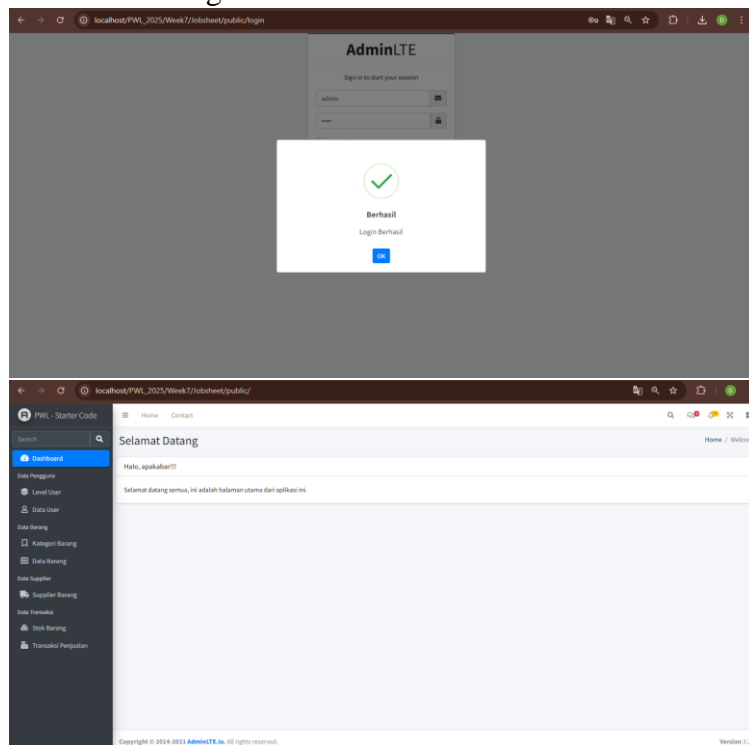 localhost/PWL_2025/Week7/Jobsheet/public/login
AdminLTE
Sign in to start your session
admin
Berhasil
Login Berhasil
OK
localhost/PWL_2025/Week7/Jobsheet/public/
PWL - Starter Code
Home Contact
Search
Selamat Datang
Home / Welcom
Dashboard
Halo, apakabar!!!
Data Pengguna
Selamat datang semua, ini adalah halaman utama dari aplikasi ini.
Level User
Data User
Data Barang
Kategori Barang
Data Barang
Data Supplier
Supplier Barang
Data Transaksi
Stok Barang
Transaksi Penjualan
Copyright © 2014-2021 AdminLTE.io. All rights reserved.
Version 3.